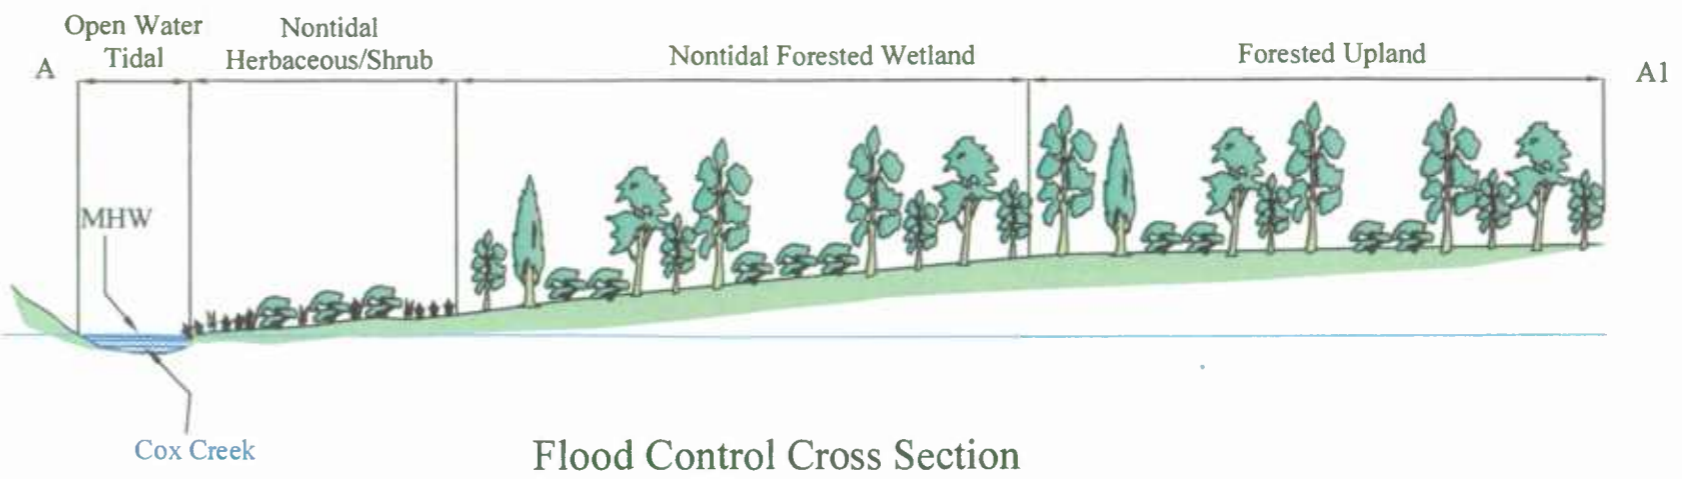 Open Water
Tidal
Nontidal
Herbaceous/Shrub
Nontidal Forested Wetland
Forested Upland
A
A1
MHW
Cox Creek
Flood Control Cross Section